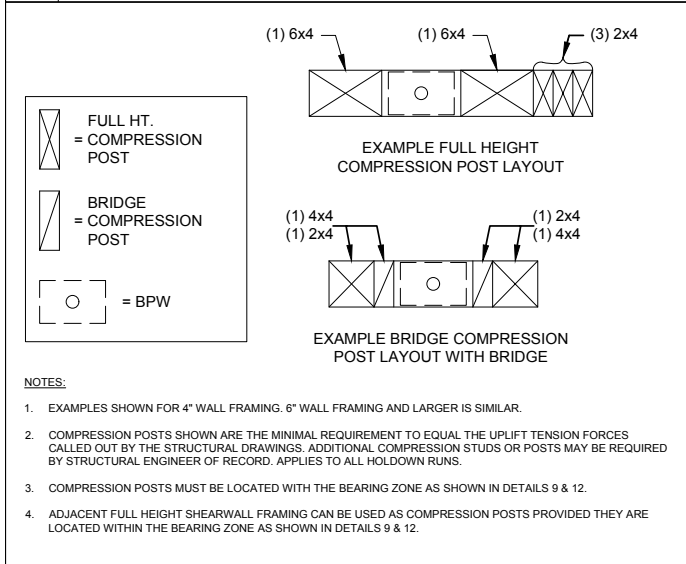 (1) 6x4
(1) 6x4
(3) 2x4
EXAMPLE FULL HEIGHT
COMPRESSION POST LAYOUT
FULL HT.
= COMPRESSION
POST
BRIDGE
= COMPRESSION
POST
= BPW
(1) 4x4
(1) 2x4
(1) 2x4
(1) 4x4
EXAMPLE BRIDGE COMPRESSION
POST LAYOUT WITH BRIDGE
NOTES:
1. EXAMPLES SHOWN FOR 4" WALL FRAMING. 6" WALL FRAMING AND LARGER IS SIMILAR.
2. COMPRESSION POSTS SHOWN ARE THE MINIMAL REQUIREMENT TO EQUAL THE UPLIFT TENSION FORCES
CALLED OUT BY THE STRUCTURAL DRAWINGS. ADDITIONAL COMPRESSION STUDS OR POSTS MAY BE REQUIRED
BY STRUCTURAL ENGINEER OF RECORD. APPLIES TO ALL HOLDOWN RUNS.
3. COMPRESSION POSTS MUST BE LOCATED WITH THE BEARING ZONE AS SHOWN IN DETAILS 9 & 12.
4. ADJACENT FULL HEIGHT SHEARWALL FRAMING CAN BE USED AS COMPRESSION POSTS PROVIDED THEY ARE
LOCATED WITHIN THE BEARING ZONE AS SHOWN IN DETAILS 9 & 12.